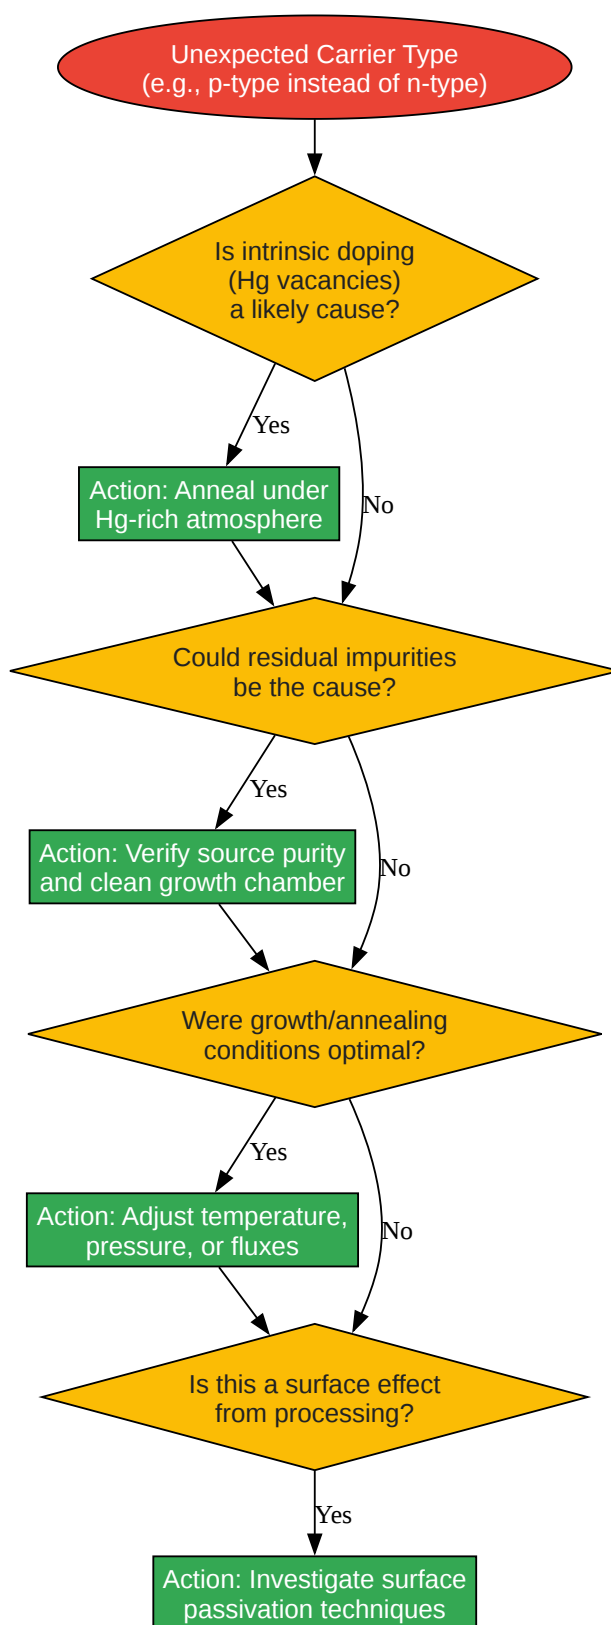 Unexpected Carrier Type
(e.g., p-type instead of n-type)
Is intrinsic doping
(Hg vacancies)
a likely cause?
Yes
Action: Anneal under
Hg-rich atmosphere
No
Could residual impurities
be the cause?
Yes
Action: Verify source purity
and clean growth chamber
No
Were growth/annealing
conditions optimal?
Yes
Action: Adjust temperature,
pressure, or fluxes
No
Is this a surface effect
from processing?
Yes
Action: Investigate surface
passivation techniques